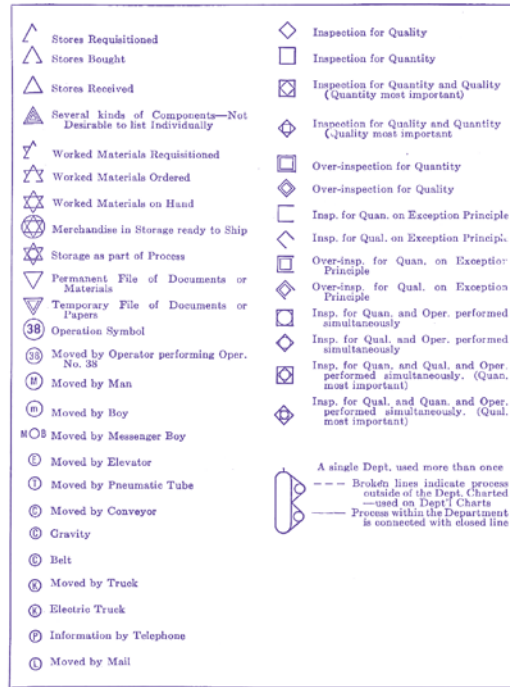 Stores Requisitioned
Stores Bought
Stores Received
Several kinds of Components—Not
Desirable to list Individually
Worked Materials Requisitioned
Worked Materials Ordered
Worked Materials on Hand
Merchandise in Storage ready to Ship
Storage as part of Process
Permanent File of Documents or
Materials
Temporary File of Documents or
Papers
38 Operation Symbol
38 Moved by Operator performing Oper.
No. 38
M Moved by Man
m Moved by Boy
M O B Moved by Messenger Boy
E Moved by Elevator
T Moved by Pneumatic Tube
C Moved by Conveyor
G Gravity
C Belt
K Moved by Truck
K Electric Truck
P Information by Telephone
L Moved by Mail
Inspection for Quality
Inspection for Quantity
Inspection for Quantity and Quality
(Quantity most important)
Inspection for Quality and Quantity
(Quality most important
Over-inspection for Quantity
Over-inspection for Quality
Insp. for Quan. on Exception Principle
Insp. for Qual. on Exception Principle
Over-insp. for Quan. on Exception
Principle
Over-insp. for Qual. on Exception
Principle
Insp. for Quan. and Oper. performed
simultaneously
Insp. for Qual. and Oper. performed
simultaneously
Insp. for Quan. and Qual. and Oper.
performed simultaneously. (Quan.
most important)
Insp. for Qual. and Quan. and Oper.
performed simultaneously. (Qual.
most important)
A single Dept. used more than once
Broken lines indicate process
outside of the Dept. Charted
—used on Dept'l Charts
Process within the Department
is connected with closed line